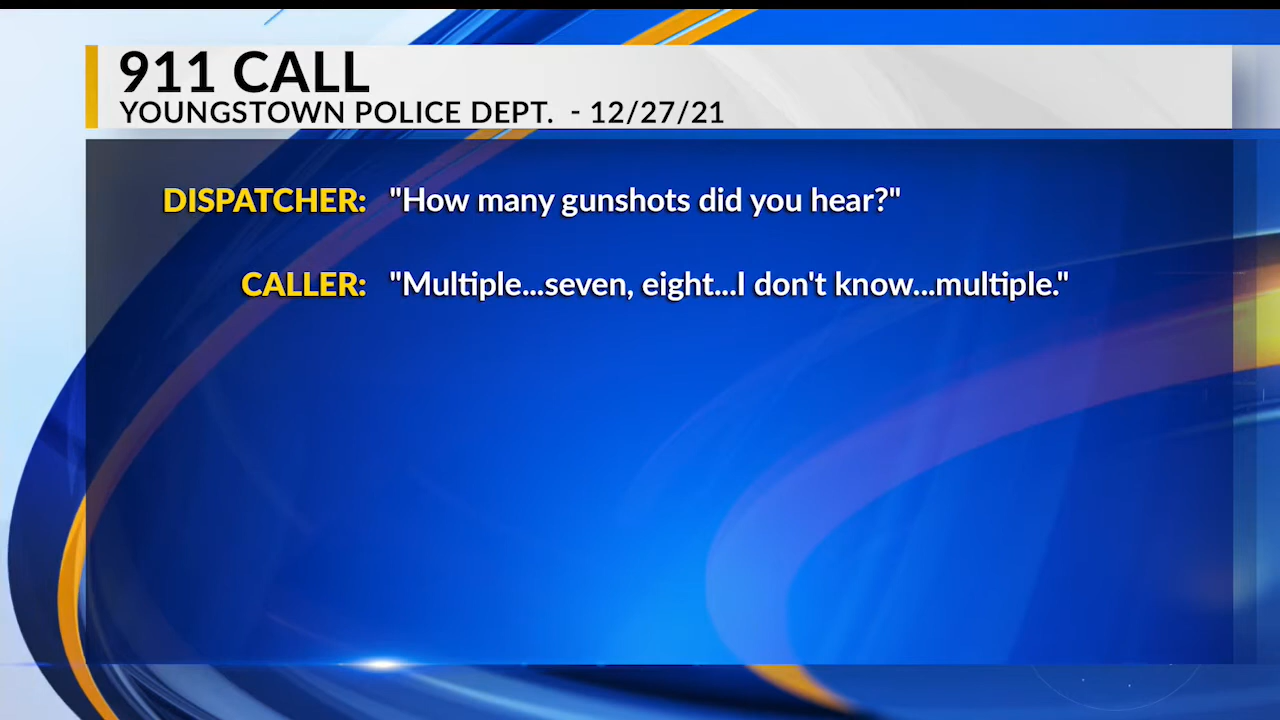 911 CALL
YOUNGSTOWN POLICE DEPT. - 12/27/21
DISPATCHER: "How many gunshots did you hear?"
CALLER: "Multiple...seven, eight...I don't know...multiple."